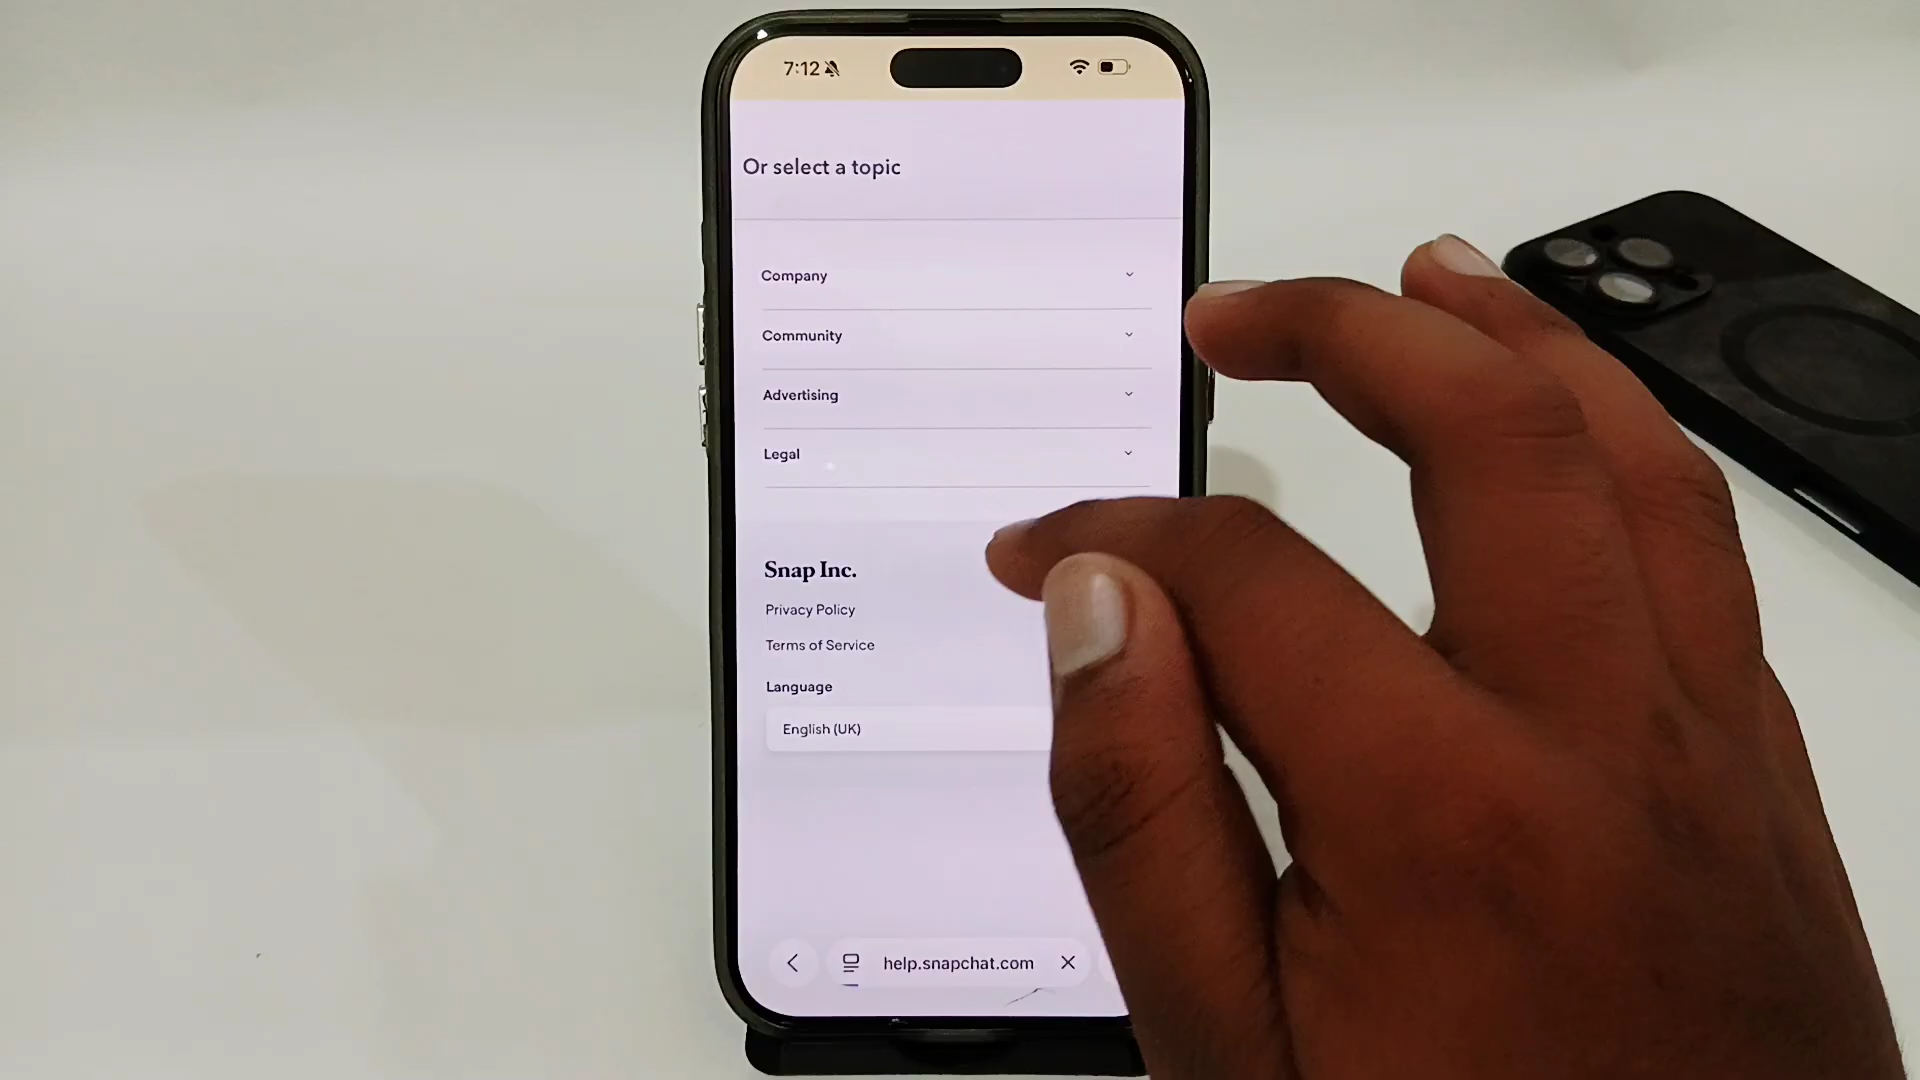 7:12
Or select a topic
Company
Community
Advertising
Legal
Snap Inc.
Privacy Policy
Terms of Service
Language
English (UK)
help.snapchat.com